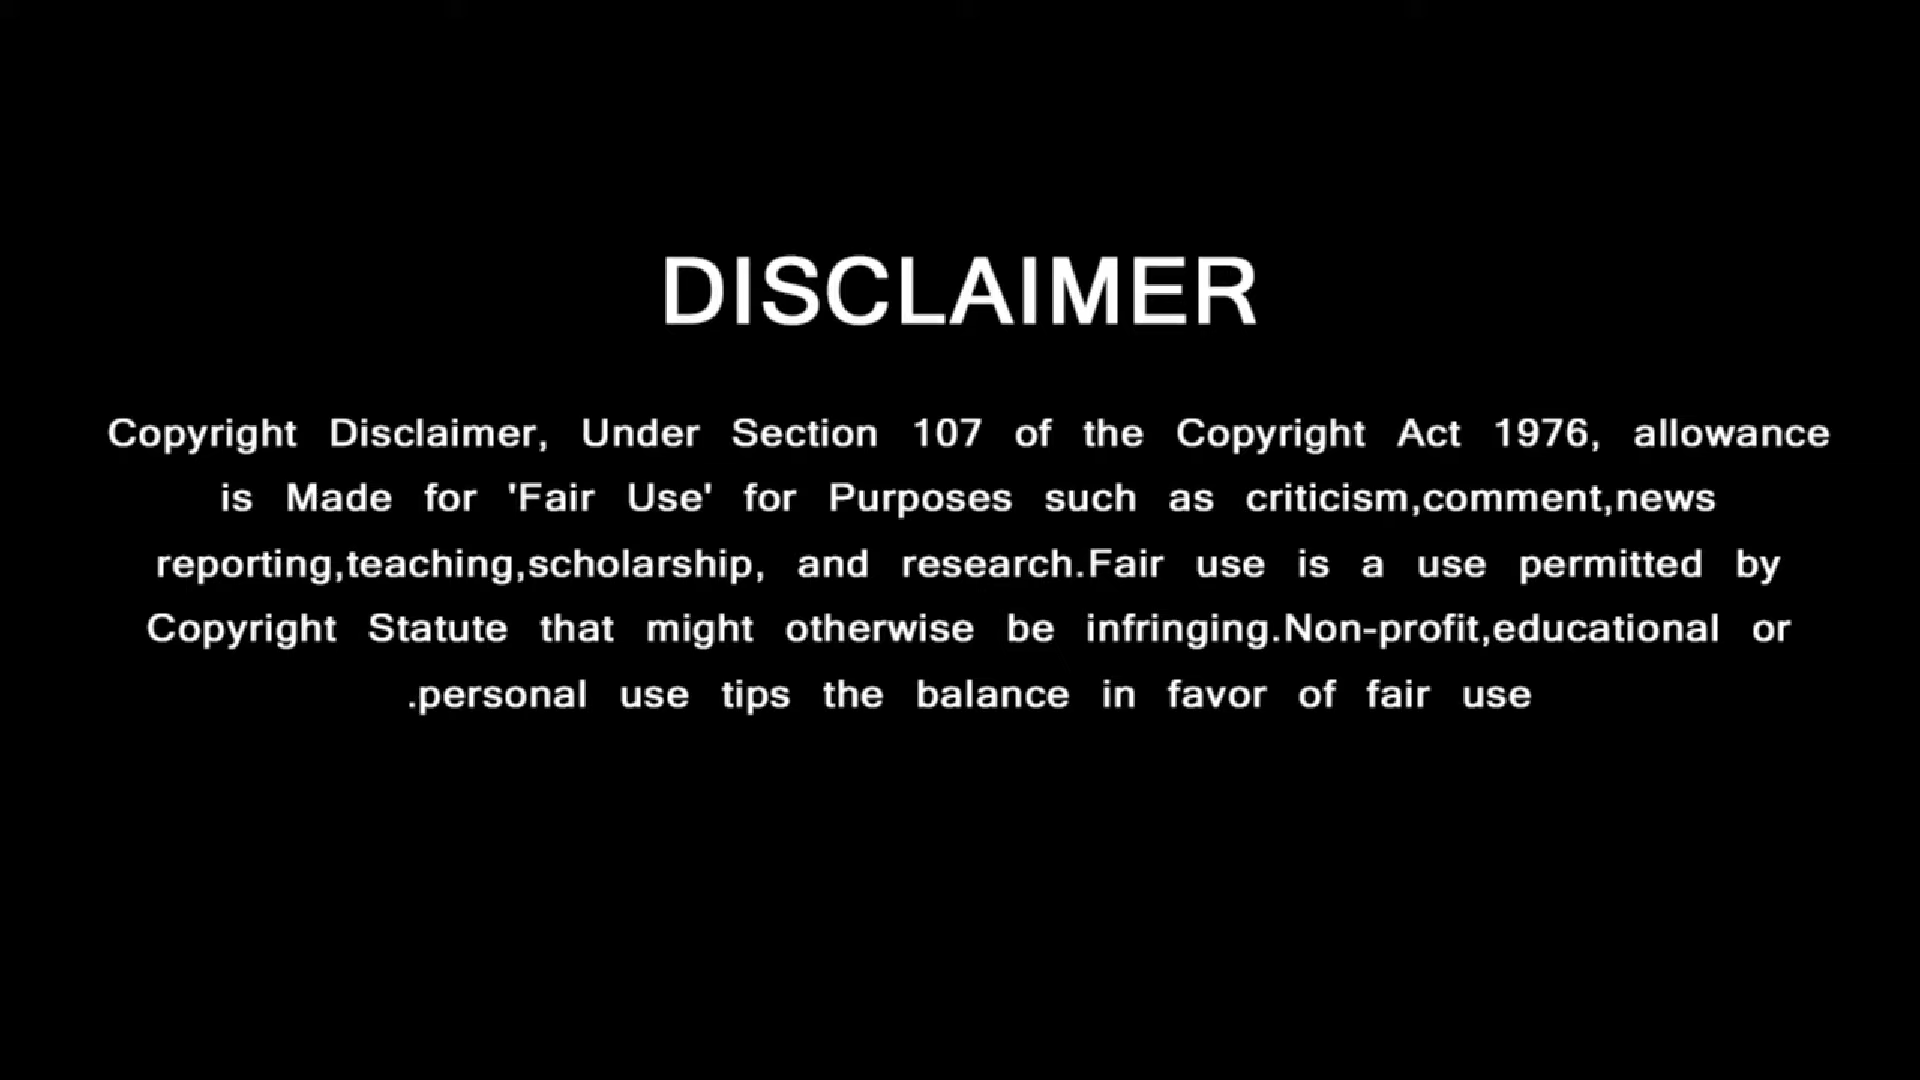 DISCLAIMER
Copyright Disclaimer, Under Section 107 of the Copyright Act 1976, allowance
is Made for 'Fair Use' for Purposes such as criticism,comment,news
reporting,teaching,scholarship, and research.Fair use is a use permitted by
Copyright Statute that might otherwise be infringing.Non-profit,educational or
.personal use tips the balance in favor of fair use